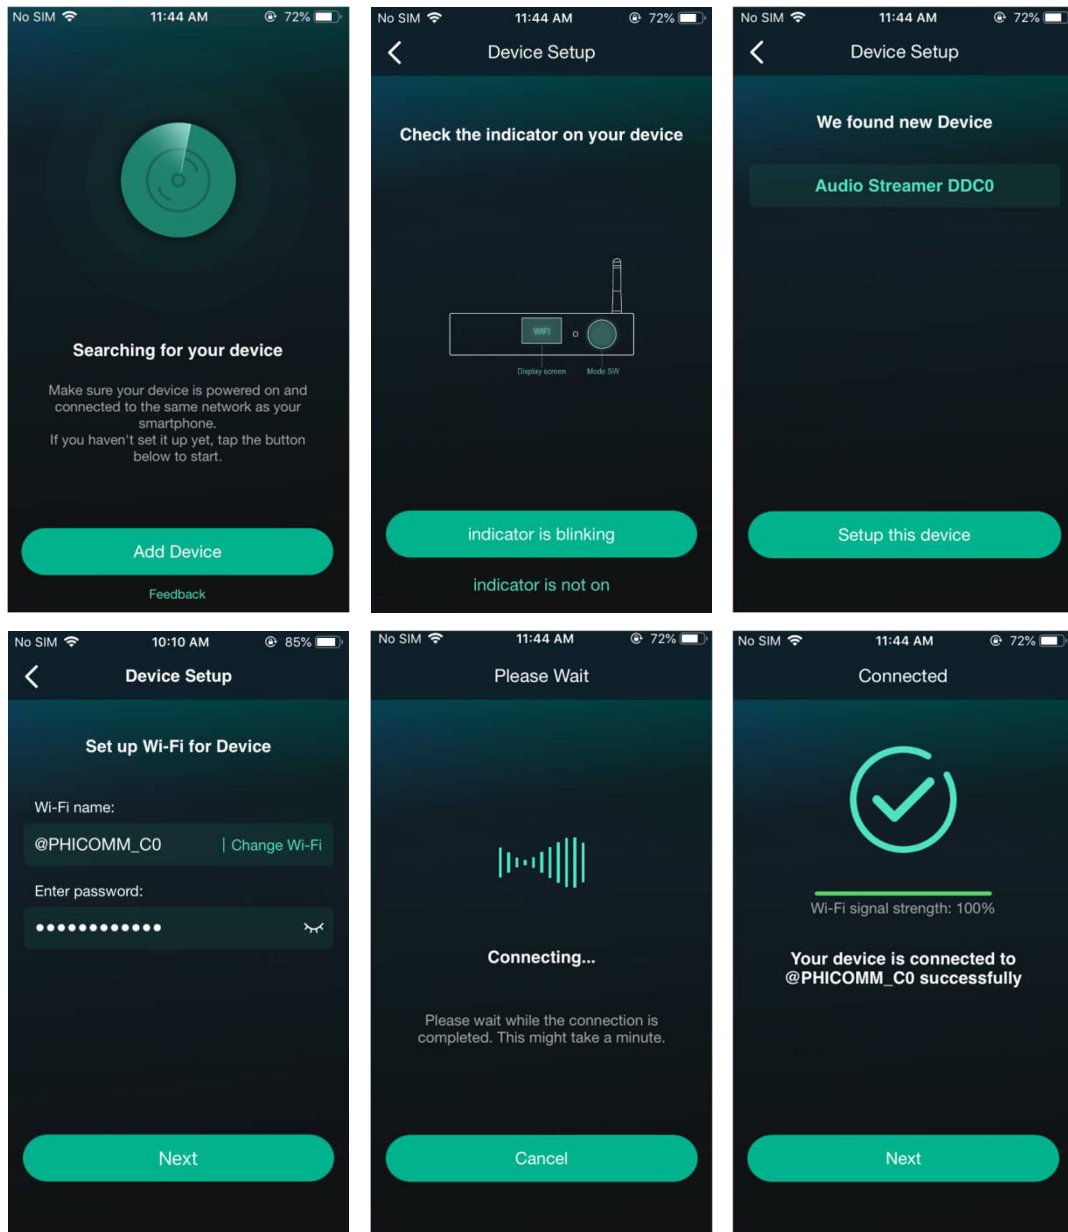 No SIM 11:44 AM 72%
Searching for your device
Make sure your device is powered on and
connected to the same network as your
smartphone.
If you haven't set it up yet, tap the button
below to start.
Add Device
Feedback
No SIM 11:44 AM 72%
Device Setup
Check the indicator on your device
WIFI
Display screen Mode SW
indicator is blinking
indicator is not on
No SIM 11:44 AM 72%
Device Setup
We found new Device
Audio Streamer DDC0
Setup this device
No SIM 10:10 AM 85%
Device Setup
Set up Wi-Fi for Device
Wi-Fi name:
@PHICOMM_C0 | Change Wi-Fi
Enter password:
Next
No SIM 11:44 AM 72%
Please Wait
Connecting...
Please wait while the connection is
completed. This might take a minute.
Cancel
No SIM 11:44 AM 72%
Connected
Wi-Fi signal strength: 100%
Your device is connected to
@PHICOMM_C0 successfully
Next